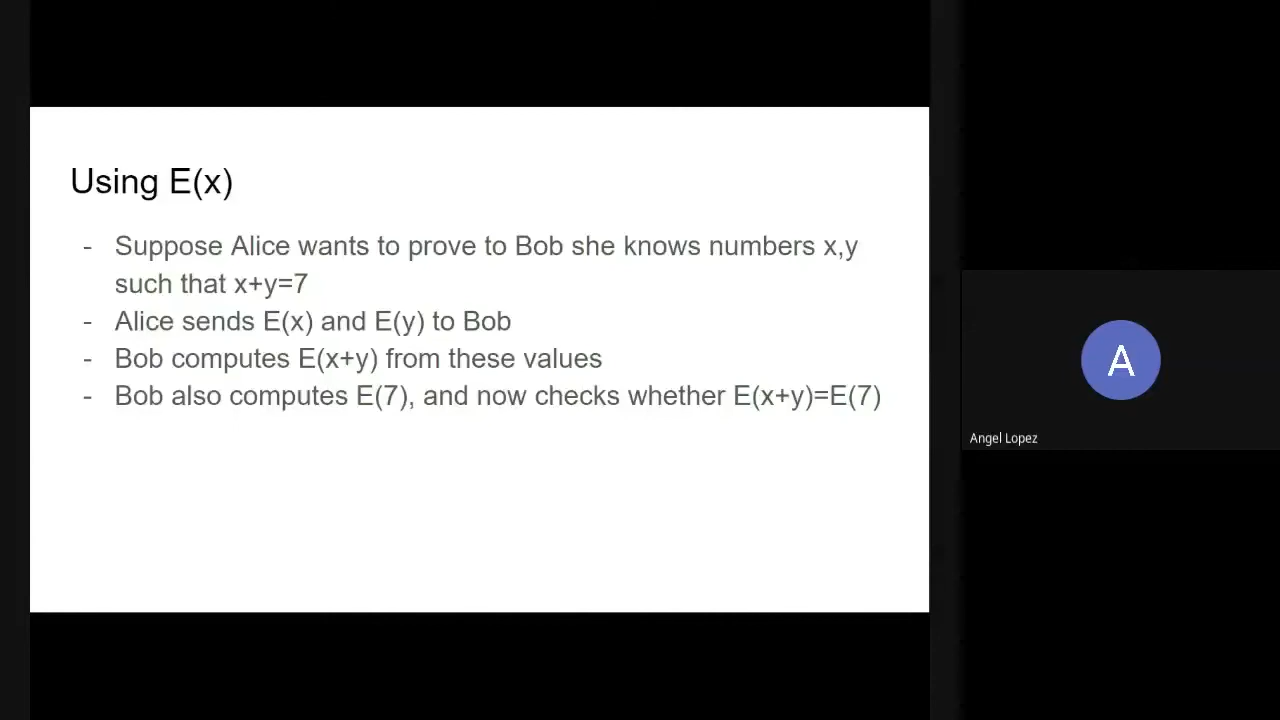 Using E(x)
- Suppose Alice wants to prove to Bob she knows numbers x,y
such that x+y=7
- Alice sends E(x) and E(y) to Bob
- Bob computes E(x+y) from these values
- Bob also computes E(7), and now checks whether E(x+y)=E(7)
A
Angel Lopez